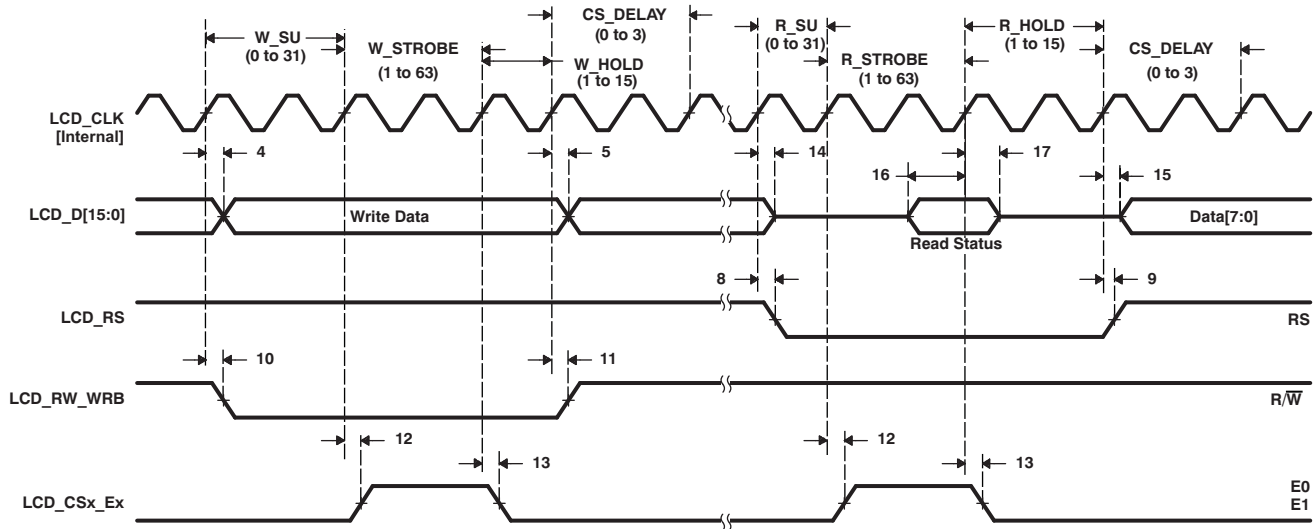 CS_DELAY
(0 to 3)
W_SU
(0 to 31)
W_STROBE
(1 to 63)
W_HOLD
(1 to 15)
R_SU
(0 to 31)
R_STROBE
(1 to 63)
R_HOLD
(1 to 15)
CS_DELAY
(0 to 3)
LCD_CLK
[Internal]
4
5
14
16
17
15
LCD_D[15:0]
Write Data
Read Status
Data[7:0]
8
9
LCD_RS
RS
10
11
LCD_RW_WRB
R/W̅
12
13
12
13
LCD_CSx_Ex
E0
E1